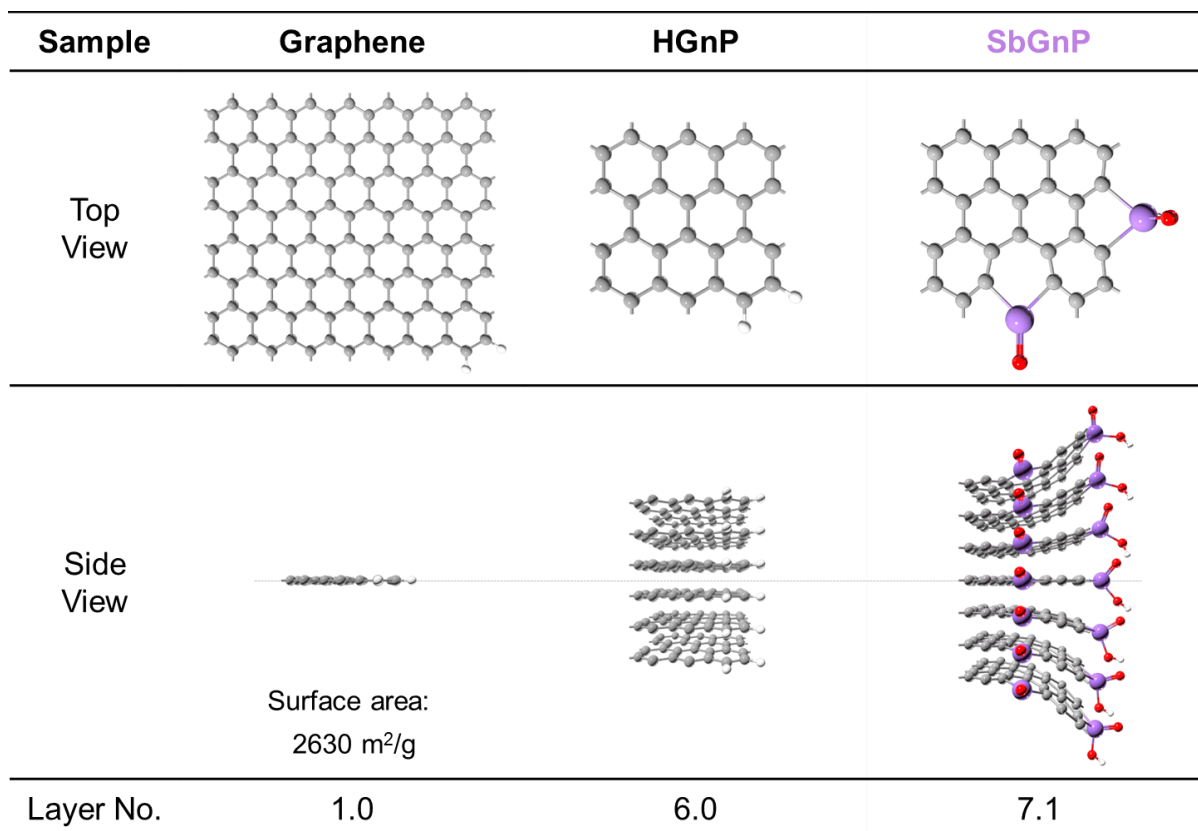 Sample Graphene HGnP SbGnP
Top
View
Side
View
Surface area:
2630 m²/g
Layer No. 1.0 6.0 7.1